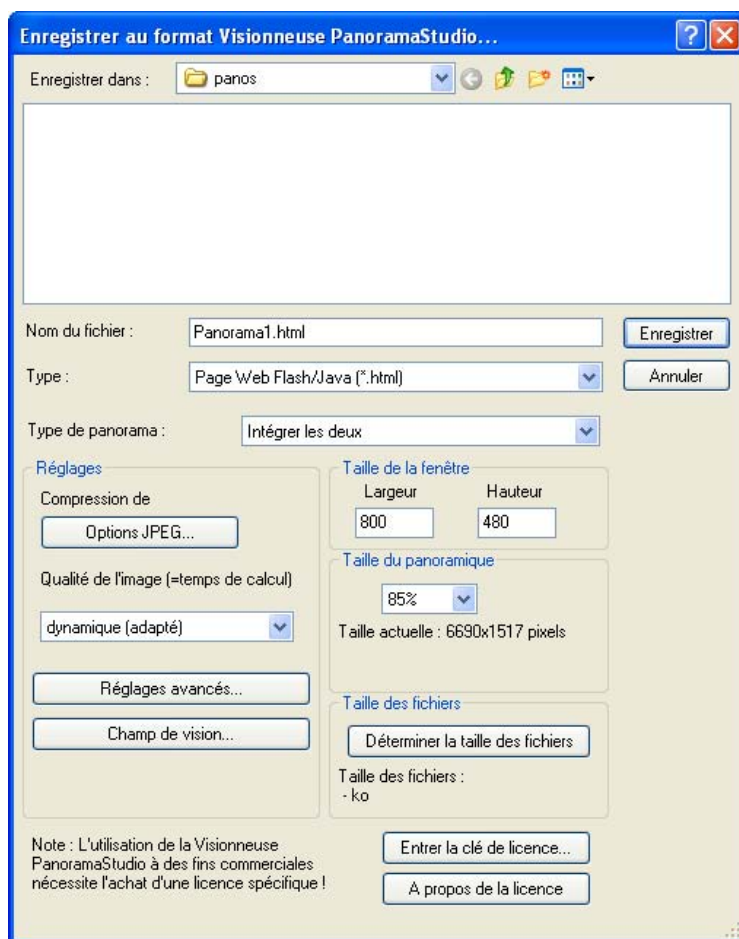 Enregistrer au format Visionneuse PanoramaStudio...
Enregistrer dans :
panos
Nom du fichier :
Panorama1.html
Enregistrer
Type :
Page Web Flash/Java (*.html)
Annuler
Type de panorama :
Intégrer les deux
Réglages
Compression de
Options JPEG...
Qualité de l'image (=temps de calcul)
dynamique (adapté)
Réglages avancés...
Champ de vision...
Taille de la fenêtre
Largeur
Hauteur
800
480
Taille du panoramique
85%
Taille actuelle : 6690x1517 pixels
Taille des fichiers
Déterminer la taille des fichiers
Taille des fichiers :
- ko
Note : L'utilisation de la Visionneuse
PanoramaStudio à des fins commerciales
nécessite l'achat d'une licence spécifique !
Entrer la clé de licence...
A propos de la licence